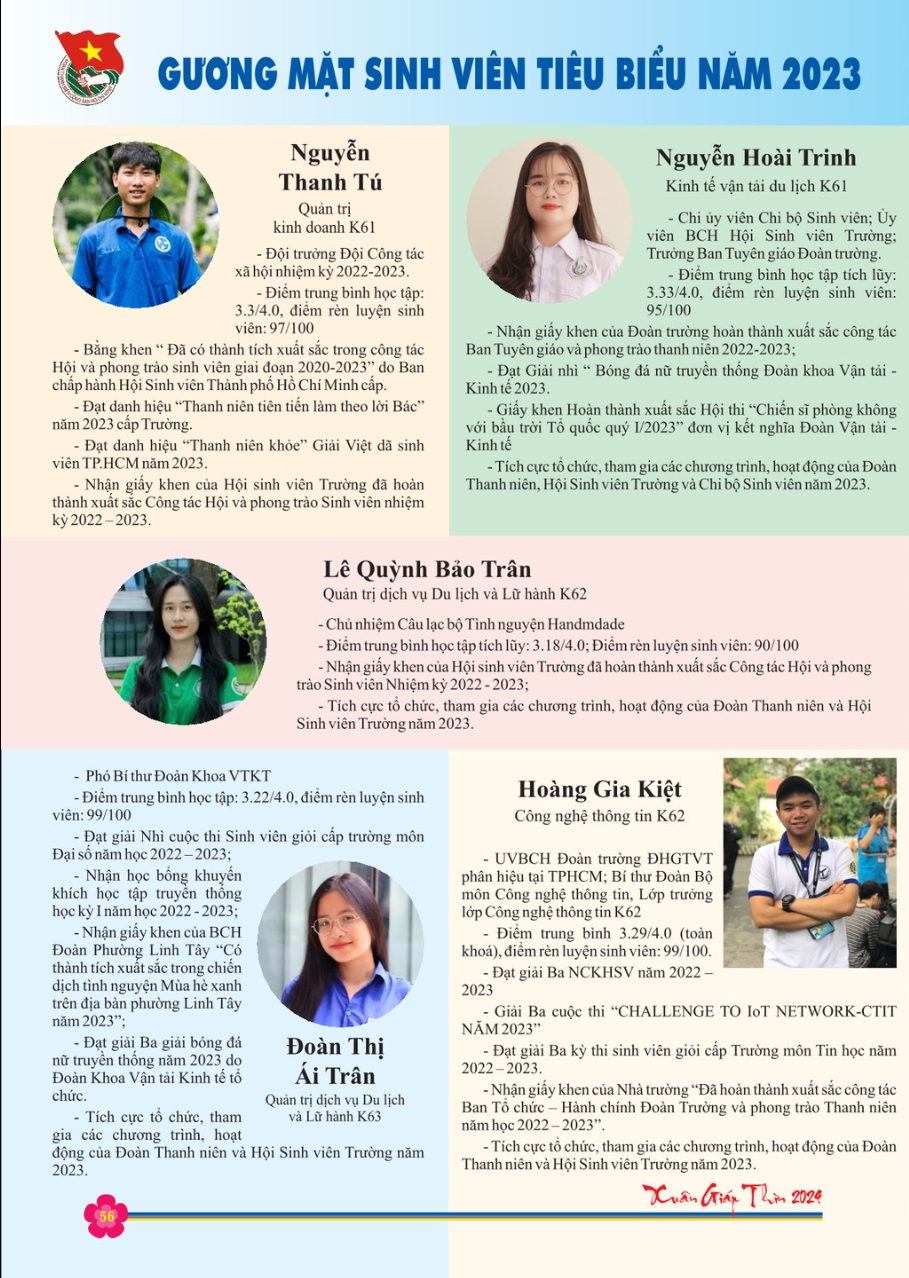 GƯƠNG MẶT SINH VIÊN TIÊU BIỂU NĂM 2023
Nguyễn
Thanh Tú
Quản trị
kinh doanh K61
- Đội trưởng Đội Công tác
xã hội nhiệm kỳ 2022-2023.
- Điểm trung bình học tập:
3.3/4.0, điểm rèn luyện sinh
viên: 97/100
- Bằng khen “ Đã có thành tích xuất sắc trong công tác
Hội và phong trào sinh viên giai đoạn 2020-2023” do Ban
chấp hành Hội Sinh viên Thành phố Hồ Chí Minh cấp.
- Đạt danh hiệu “Thanh niên tiên tiến làm theo lời Bác”
năm 2023 cấp Trường.
- Đạt danh hiệu “Thanh niên khỏe” Giải Việt dã sinh
viên TP.HCM năm 2023.
- Nhận giấy khen của Hội sinh viên Trường đã hoàn
thành xuất sắc Công tác Hội và phong trào Sinh viên nhiệm
kỳ 2022 – 2023.
Nguyễn Hoài Trinh
Kinh tế vận tải du lịch K61
- Chi ủy viên Chi bộ Sinh viên; Ủy
viên BCH Hội Sinh viên Trường;
Trưởng Ban Tuyên giáo Đoàn trường.
- Điểm trung bình học tập tích lũy:
3.33/4.0, điểm rèn luyện sinh viên:
95/100
- Nhận giấy khen của Đoàn trường hoàn thành xuất sắc công tác
Ban Tuyên giáo và phong trào thanh niên 2022-2023;
- Đạt Giải nhì “ Bóng đá nữ truyền thống Đoàn khoa Vận tải -
Kinh tế 2023.
- Giấy khen Hoàn thành xuất sắc Hội thi “Chiến sĩ phòng không
với bầu trời Tổ quốc quý I/2023” đơn vị kết nghĩa Đoàn Vận tải -
Kinh tế
- Tích cực tổ chức, tham gia các chương trình, hoạt động của Đoàn
Thanh niên, Hội Sinh viên Trường và Chi bộ Sinh viên năm 2023.
Lê Quỳnh Bảo Trân
Quản trị dịch vụ Du lịch và Lữ hành K62
- Chủ nhiệm Câu lạc bộ Tình nguyện Handmdade
- Điểm trung bình học tập tích lũy: 3.18/4.0; Điểm rèn luyện sinh viên: 90/100
- Nhận giấy khen của Hội sinh viên Trường đã hoàn thành xuất sắc Công tác Hội và phong
trào Sinh viên Nhiệm kỳ 2022 - 2023;
- Tích cực tổ chức, tham gia các chương trình, hoạt động của Đoàn Thanh niên và Hội
Sinh viên Trường năm 2023.
- Phó Bí thư Đoàn Khoa VTKT
- Điểm trung bình học tập: 3.22/4.0, điểm rèn luyện sinh
viên: 99/100
- Đạt giải Nhì cuộc thi Sinh viên giỏi cấp trường môn
Đại số năm học 2022 – 2023;
- Nhận học bổng khuyến
khích học tập truyền thống
học kỳ I năm học 2022 - 2023;
- Nhận giấy khen của BCH
Đoàn Phường Linh Tây “Có
thành tích xuất sắc trong chiến
dịch tình nguyện Mùa hè xanh
trên địa bàn phường Linh Tây
năm 2023”;
- Đạt giải Ba giải bóng đá
nữ truyền thống năm 2023 do
Đoàn Khoa Vận tải Kinh tế tổ
chức.
- Tích cực tổ chức, tham
gia các chương trình, hoạt
động của Đoàn Thanh niên và Hội Sinh viên Trường năm
2023.
Đoàn Thị
Ái Trân
Quản trị dịch vụ Du lịch
và Lữ hành K63
Hoàng Gia Kiệt
Công nghệ thông tin K62
- UVBCH Đoàn trường ĐHGTVT
phân hiệu tại TPHCM; Bí thư Đoàn Bộ
môn Công nghệ thông tin, Lớp trưởng
lớp Công nghệ thông tin K62
- Điểm trung bình 3.29/4.0 (toàn
khoá), điểm rèn luyện sinh viên: 99/100.
- Đạt giải Ba NCKHSV năm 2022 –
2023
- Giải Ba cuộc thi “CHALLENGE TO IoT NETWORK-CTIT
NĂM 2023”
- Đạt giải Ba kỳ thi sinh viên giỏi cấp Trường môn Tin học năm
2022 – 2023.
- Nhận giấy khen của Nhà trường “Đã hoàn thành xuất sắc công tác
Ban Tổ chức – Hành chính Đoàn Trường và phong trào Thanh niên
năm học 2022 – 2023”.
- Tích cực tổ chức, tham gia các chương trình, hoạt động của Đoàn
Thanh niên và Hội Sinh viên Trường năm 2023.
Xuân Giáp Thìn 2024
56